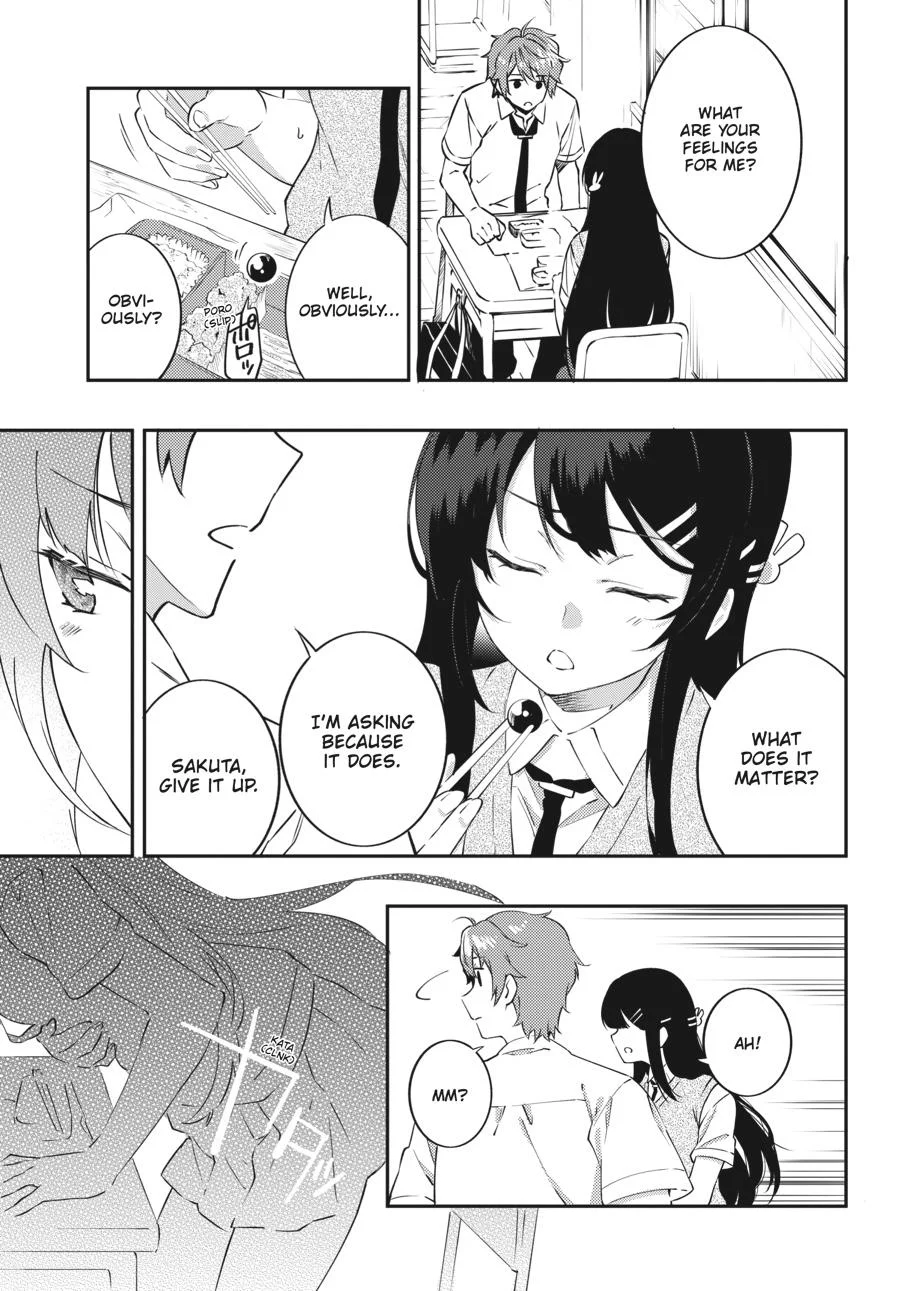 WHAT
ARE YOUR
FEELINGS
FOR ME?
WELL,
OBVIOUSLY...
PORO
(SLIP)
ポロッ
OBVI-
OUSLY?
WHAT
DOES IT
MATTER?
I'M ASKING
BECAUSE
IT DOES.
SAKUTA,
GIVE IT UP.
AH!
MM?
KATA
(CLNK)
カタッ